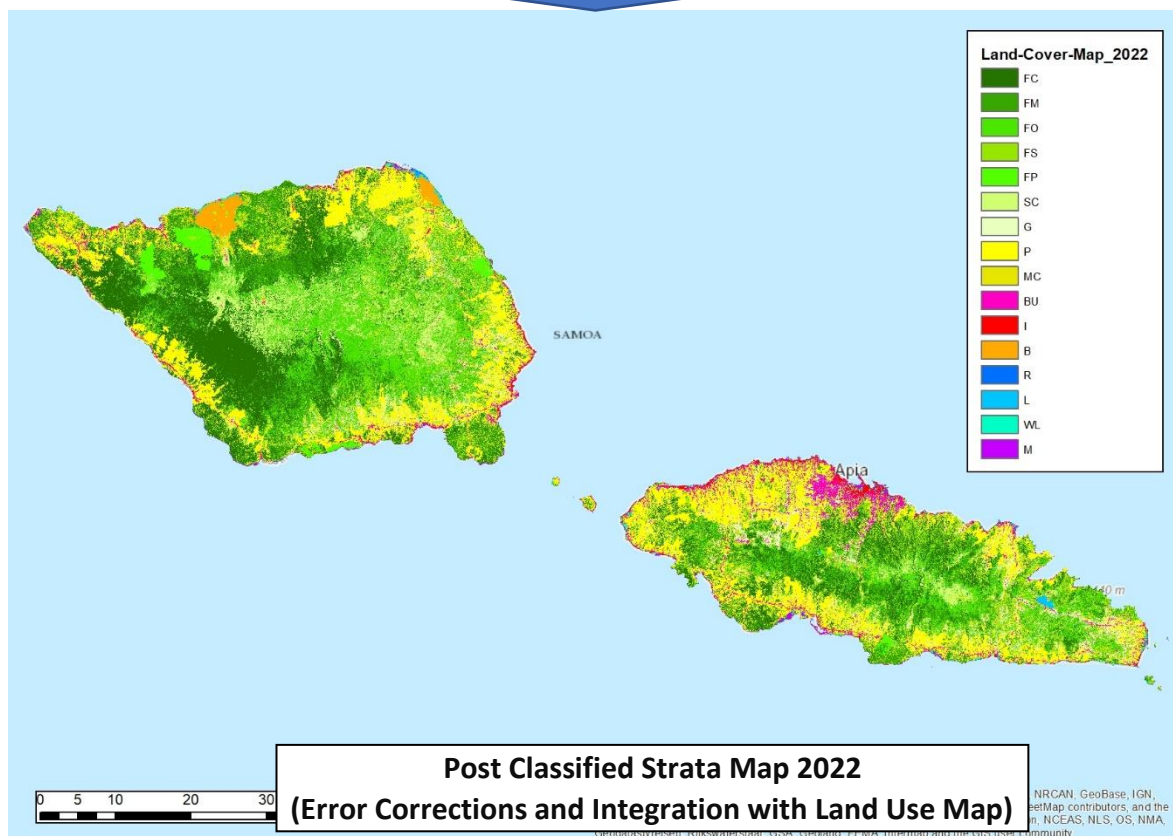 Land-Cover-Map_2022
FC
FM
FO
FS
FP
SC
G
P
MC
BU
I
B
R
L
WL
M
SAMOA
Apia
m
Post Classified Strata Map 2022
(Error Corrections and Integration with Land Use Map)
0 5 10 20 30
NRCAN, GeoBase, IGN,
contributors, and the
NCEAS, NLS, OS, NMA,